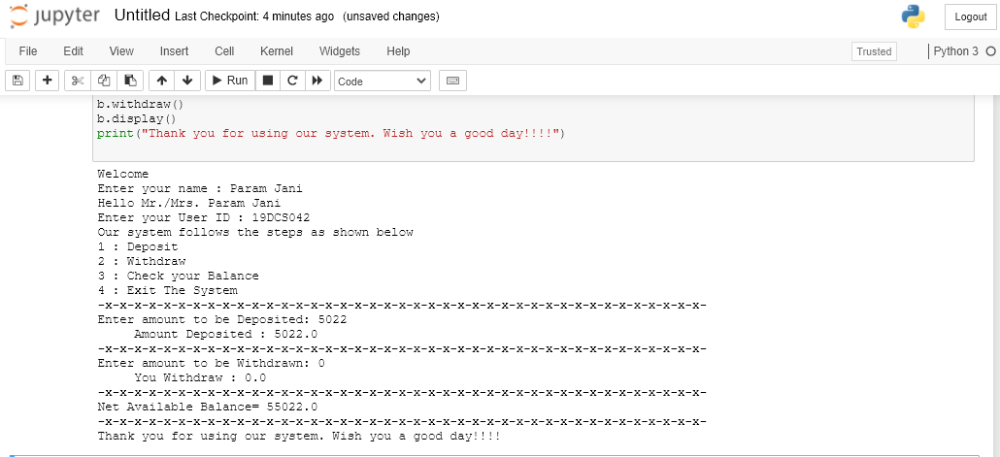 jupyter Untitled Last Checkpoint: 4 minutes ago (unsaved changes) Logout
File Edit View Insert Cell Kernel Widgets Help Trusted Python 3
Run Code
b.withdraw()
b.display()
print("Thank you for using our system. Wish you a good day!!!!")
Welcome
Enter your name : Param Jani
Hello Mr./Mrs. Param Jani
Enter your User ID : 19DCS042
Our system follows the steps as shown below
1 : Deposit
2 : Withdraw
3 : Check your Balance
4 : Exit The System
-x-x-x-x-x-x-x-x-x-x-x-x-x-x-x-x-x-x-x-x-x-x-x-x-x-x-x-x-x-x-x-x-x-x-x-x-x-x-x-x-x-
Enter amount to be Deposited: 5022
Amount Deposited : 5022.0
-x-x-x-x-x-x-x-x-x-x-x-x-x-x-x-x-x-x-x-x-x-x-x-x-x-x-x-x-x-x-x-x-x-x-x-x-x-x-x-x-x-
Enter amount to be Withdrawn: 0
You Withdraw : 0.0
-x-x-x-x-x-x-x-x-x-x-x-x-x-x-x-x-x-x-x-x-x-x-x-x-x-x-x-x-x-x-x-x-x-x-x-x-x-x-x-x-x-
Net Available Balance= 55022.0
-x-x-x-x-x-x-x-x-x-x-x-x-x-x-x-x-x-x-x-x-x-x-x-x-x-x-x-x-x-x-x-x-x-x-x-x-x-x-x-x-x-
Thank you for using our system. Wish you a good day!!!!